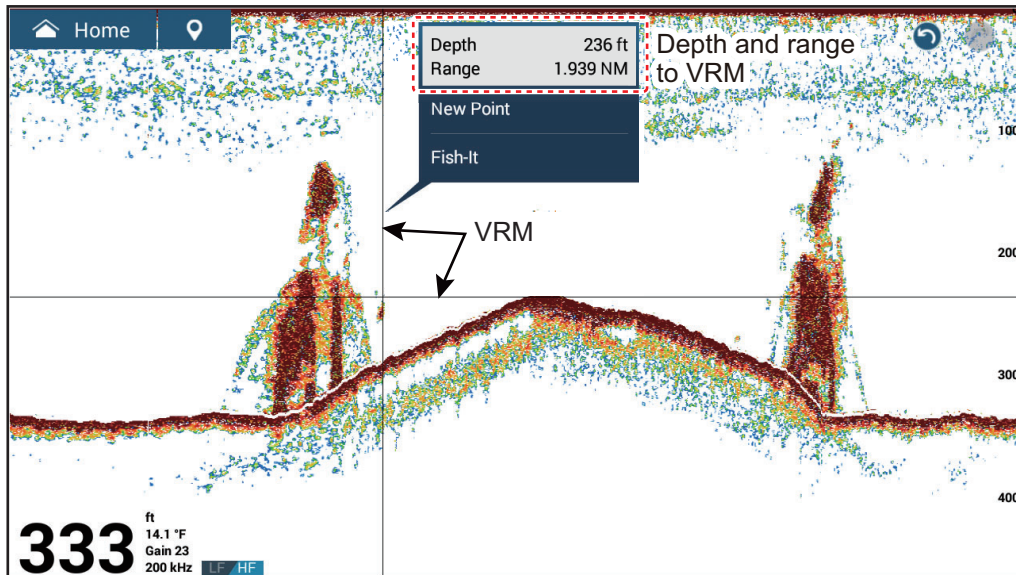 Home
Depth 236 ft
Range 1.939 NM
Depth and range
to VRM
New Point
Fish-It
100
VRM
200
300
400
333
ft
14.1 °F
Gain 23
200 kHz
LF HF